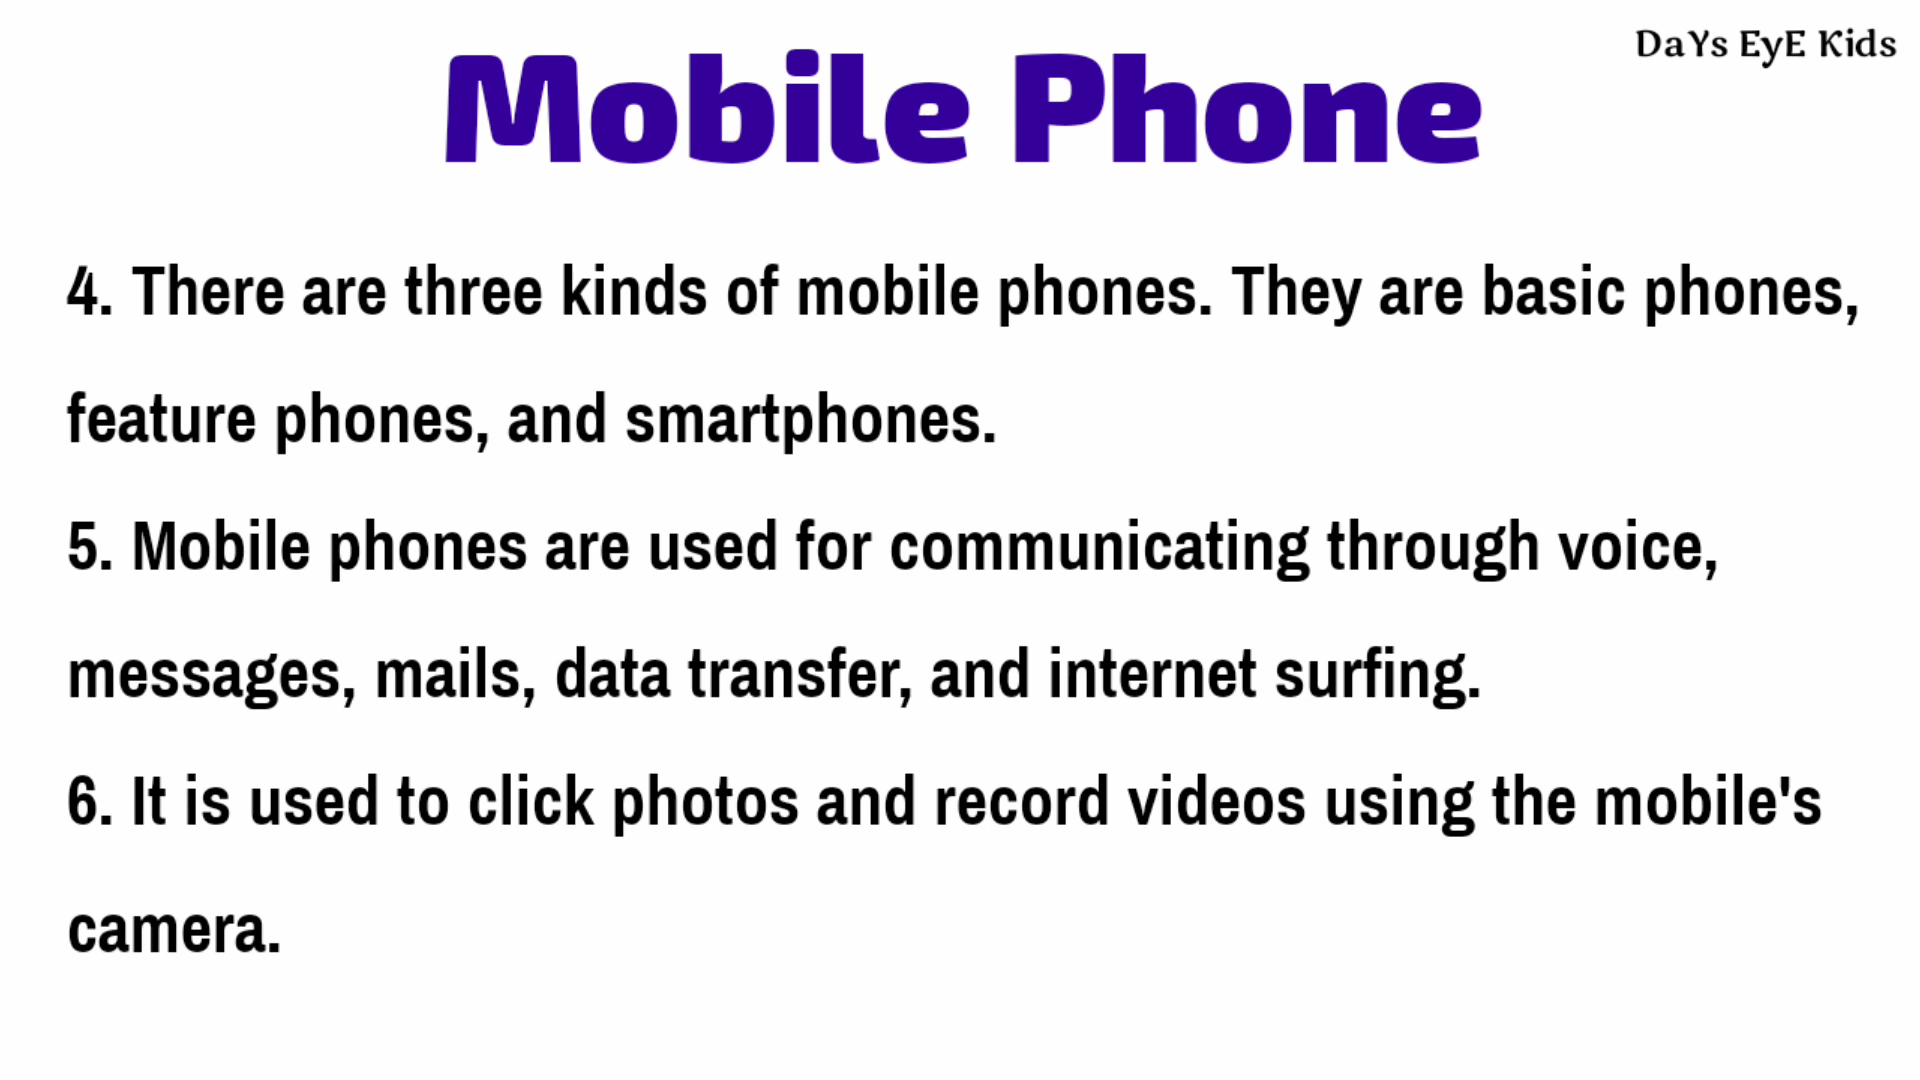 DaYs EyE Kids
Mobile Phone
4. There are three kinds of mobile phones. They are basic phones,
feature phones, and smartphones.
5. Mobile phones are used for communicating through voice,
messages, mails, data transfer, and internet surfing.
6. It is used to click photos and record videos using the mobile's
camera.